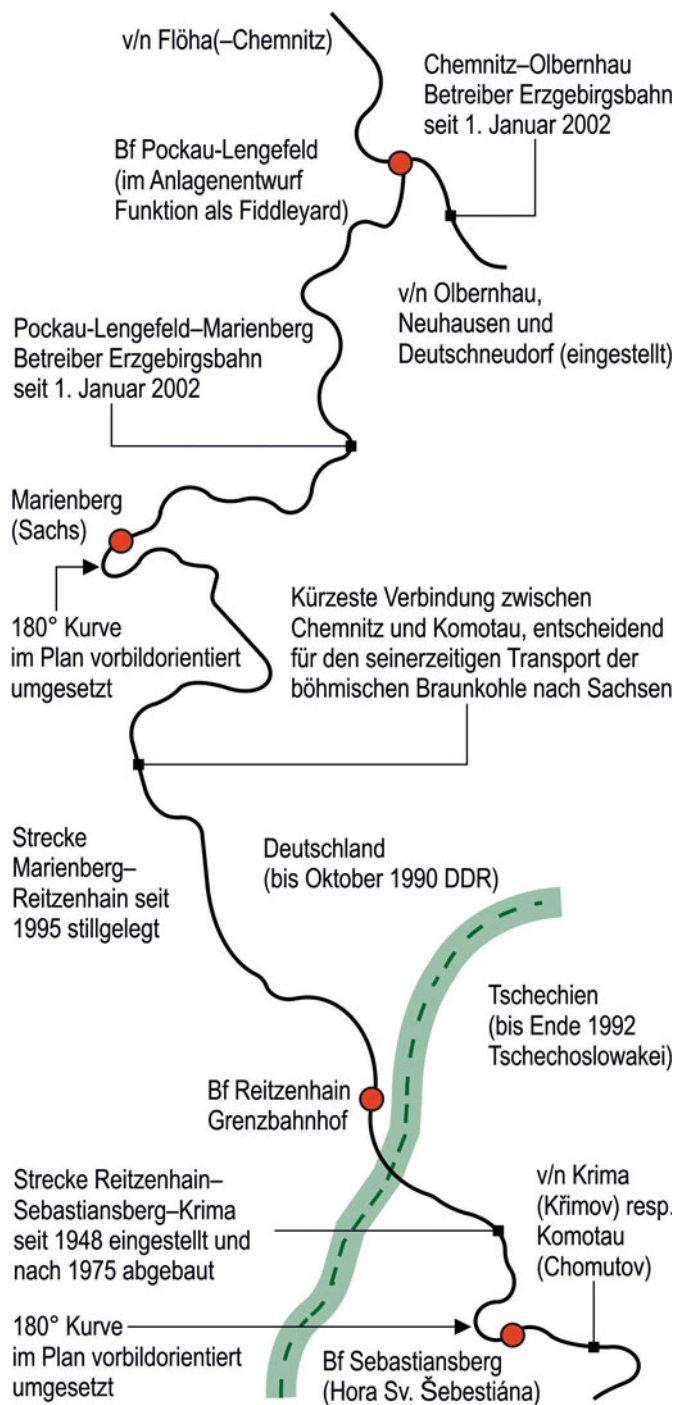 v/n Flöha(–Chemnitz)
Chemnitz–Olbernhau
Betreiber Erzgebirgsbahn
seit 1. Januar 2002
Bf Pockau-Lengefeld
(im Anlagenentwurf
Funktion als Fiddleyard)
v/n Olbernhau,
Neuhausen und
Deutschneudorf (eingestellt)
Pockau-Lengefeld–Marienberg
Betreiber Erzgebirgsbahn
seit 1. Januar 2002
Marienberg
(Sachs)
180° Kurve
im Plan vorbildorientiert
umgesetzt
Kürzeste Verbindung zwischen
Chemnitz und Komotau, entscheidend
für den seinerzeitigen Transport der
böhmischen Braunkohle nach Sachsen
Strecke
Marienberg–
Reitzenhain seit
1995 stillgelegt
Deutschland
(bis Oktober 1990 DDR)
Tschechien
(bis Ende 1992
Tschechoslowakei)
Bf Reitzenhain
Grenzbahnhof
Strecke Reitzenhain–
Sebastiansberg–Krima
seit 1948 eingestellt und
nach 1975 abgebaut
v/n Krima
(Křimov) resp.
Komotau
(Chomutov)
180° Kurve
im Plan vorbildorientiert
umgesetzt
Bf Sebastiansberg
(Hora Sv. Šebestiána)